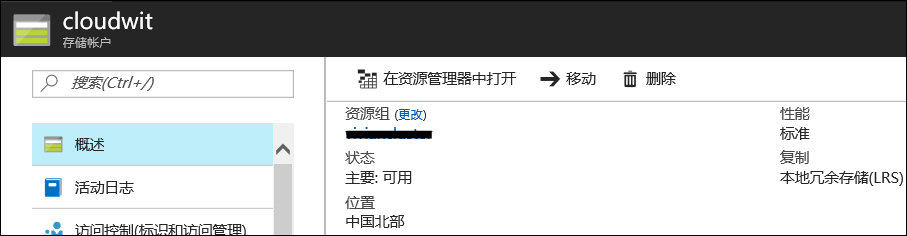 cloudwit
存储帐户
搜索(Ctrl+/)
概述
活动日志
访问控制(标识和访问管理)
在资源管理器中打开 移动 删除
资源组 (更改)
状态
主要: 可用
位置
中国北部
性能
标准
复制
本地冗余存储(LRS)